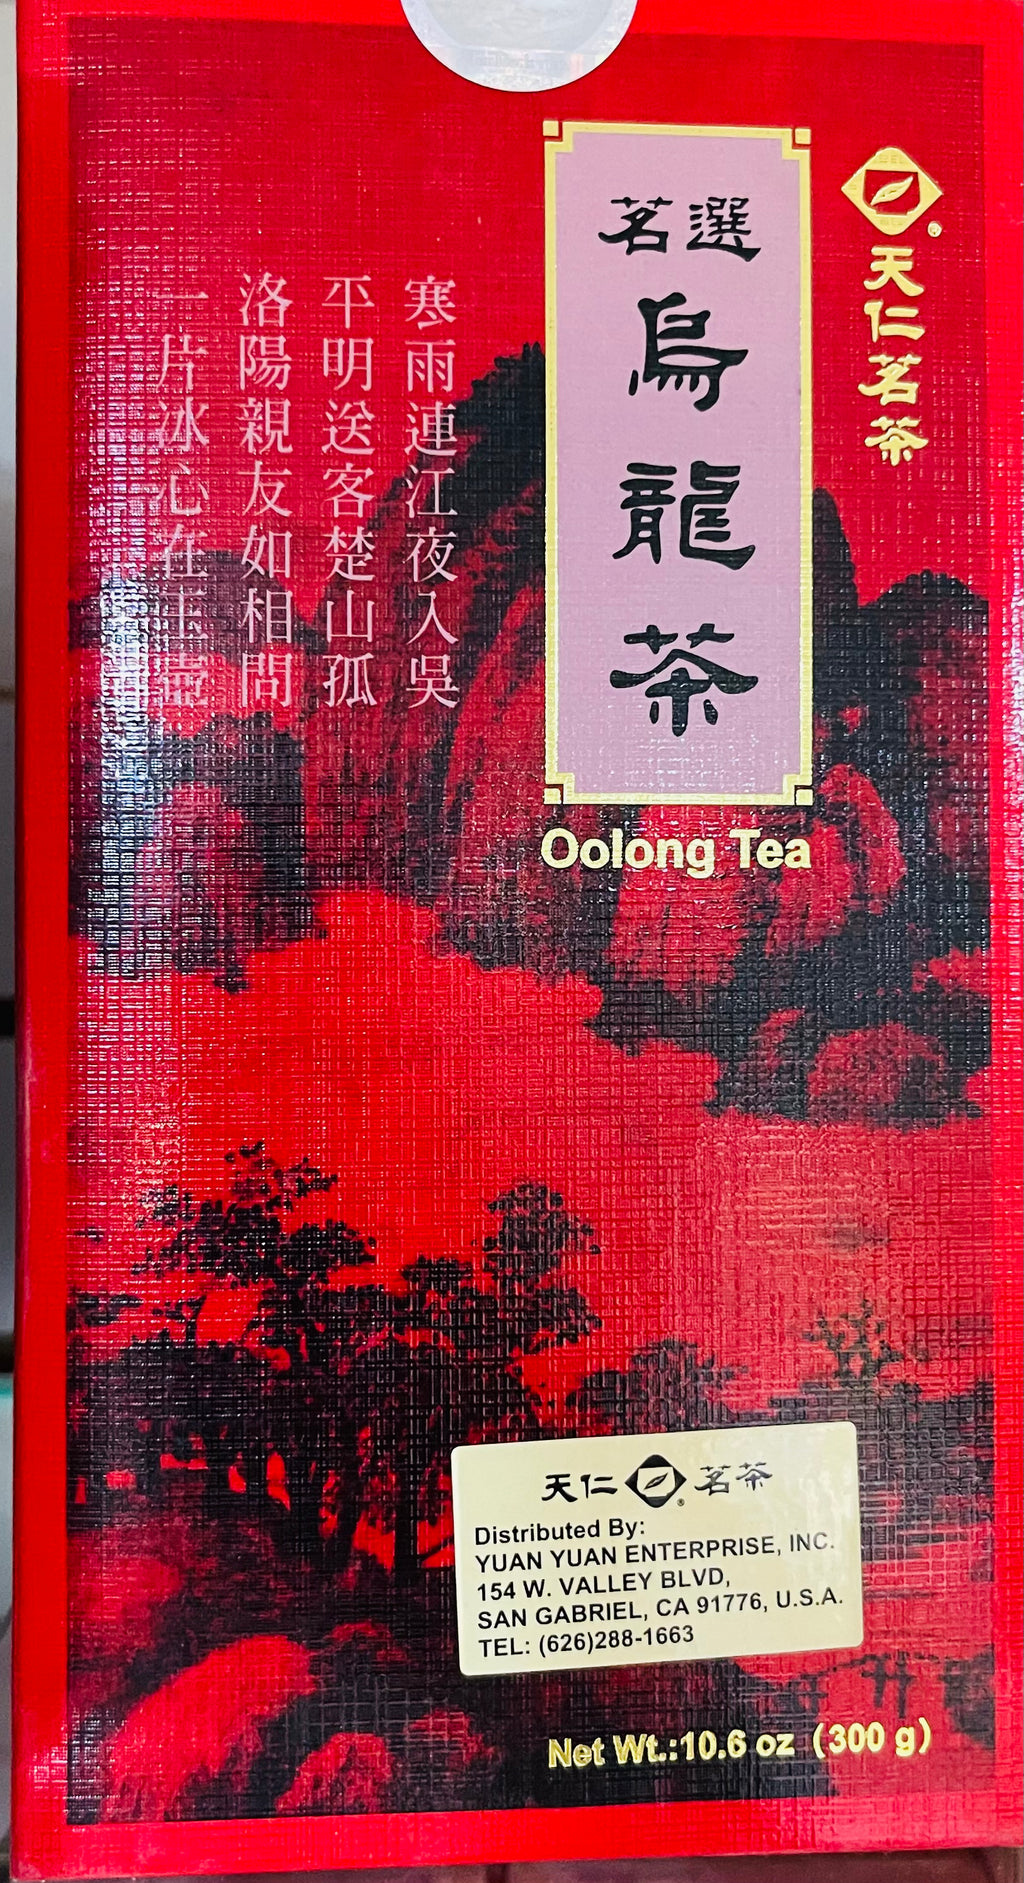 天仁茗茶
茗選
烏龍茶
Oolong Tea
寒雨連江夜入吳
平明送客楚山孤
洛陽親友如相問
一片冰心在玉壺
天仁茗茶
Distributed By:
YUAN YUAN ENTERPRISE, INC.
154 W. VALLEY BLVD,
SAN GABRIEL, CA 91776, U.S.A.
TEL: (626)288-1663
Net Wt.:10.6 oz (300 g)